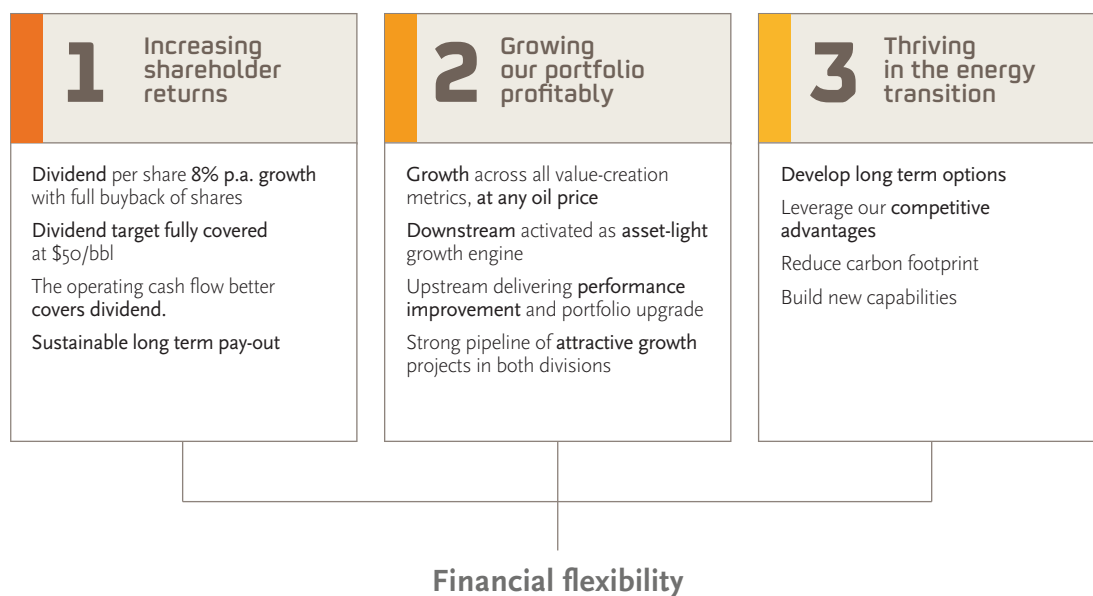 1
Increasing
shareholder
returns
Dividend per share 8% p.a. growth
with full buyback of shares
Dividend target fully covered
at $50/bbl
The operating cash flow better
covers dividend.
Sustainable long term pay-out
2
Growing
our portfolio
profitably
Growth across all value-creation
metrics, at any oil price
Downstream activated as asset-light
growth engine
Upstream delivering performance
improvement and portfolio upgrade
Strong pipeline of attractive growth
projects in both divisions
3
Thriving
in the energy
transition
Develop long term options
Leverage our competitive
advantages
Reduce carbon footprint
Build new capabilities
Financial flexibility